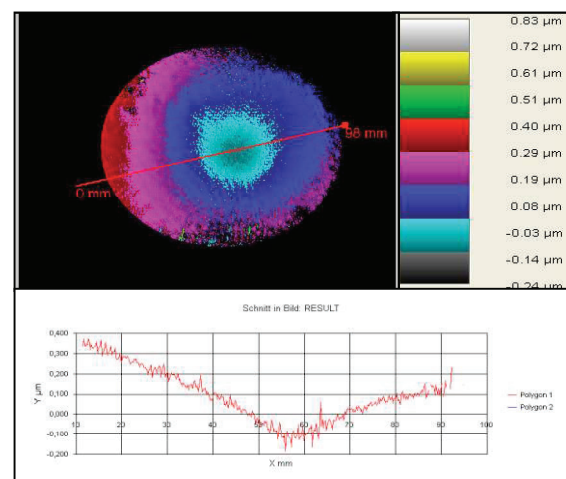 0.83 µm
0.72 µm
0.61 µm
0.51 µm
0.40 µm
0.29 µm
0.19 µm
0.08 µm
-0.03 µm
-0.14 µm
-0.24 µm
98 mm
0 mm
Schnitt in Bild: RESULT
0,400
0,300
0,200
0,100
0,000
-0,100
-0,200
Y µm
10 20 30 40 50 60 70 80 90 100
X mm
Polygon 1
Polygon 2